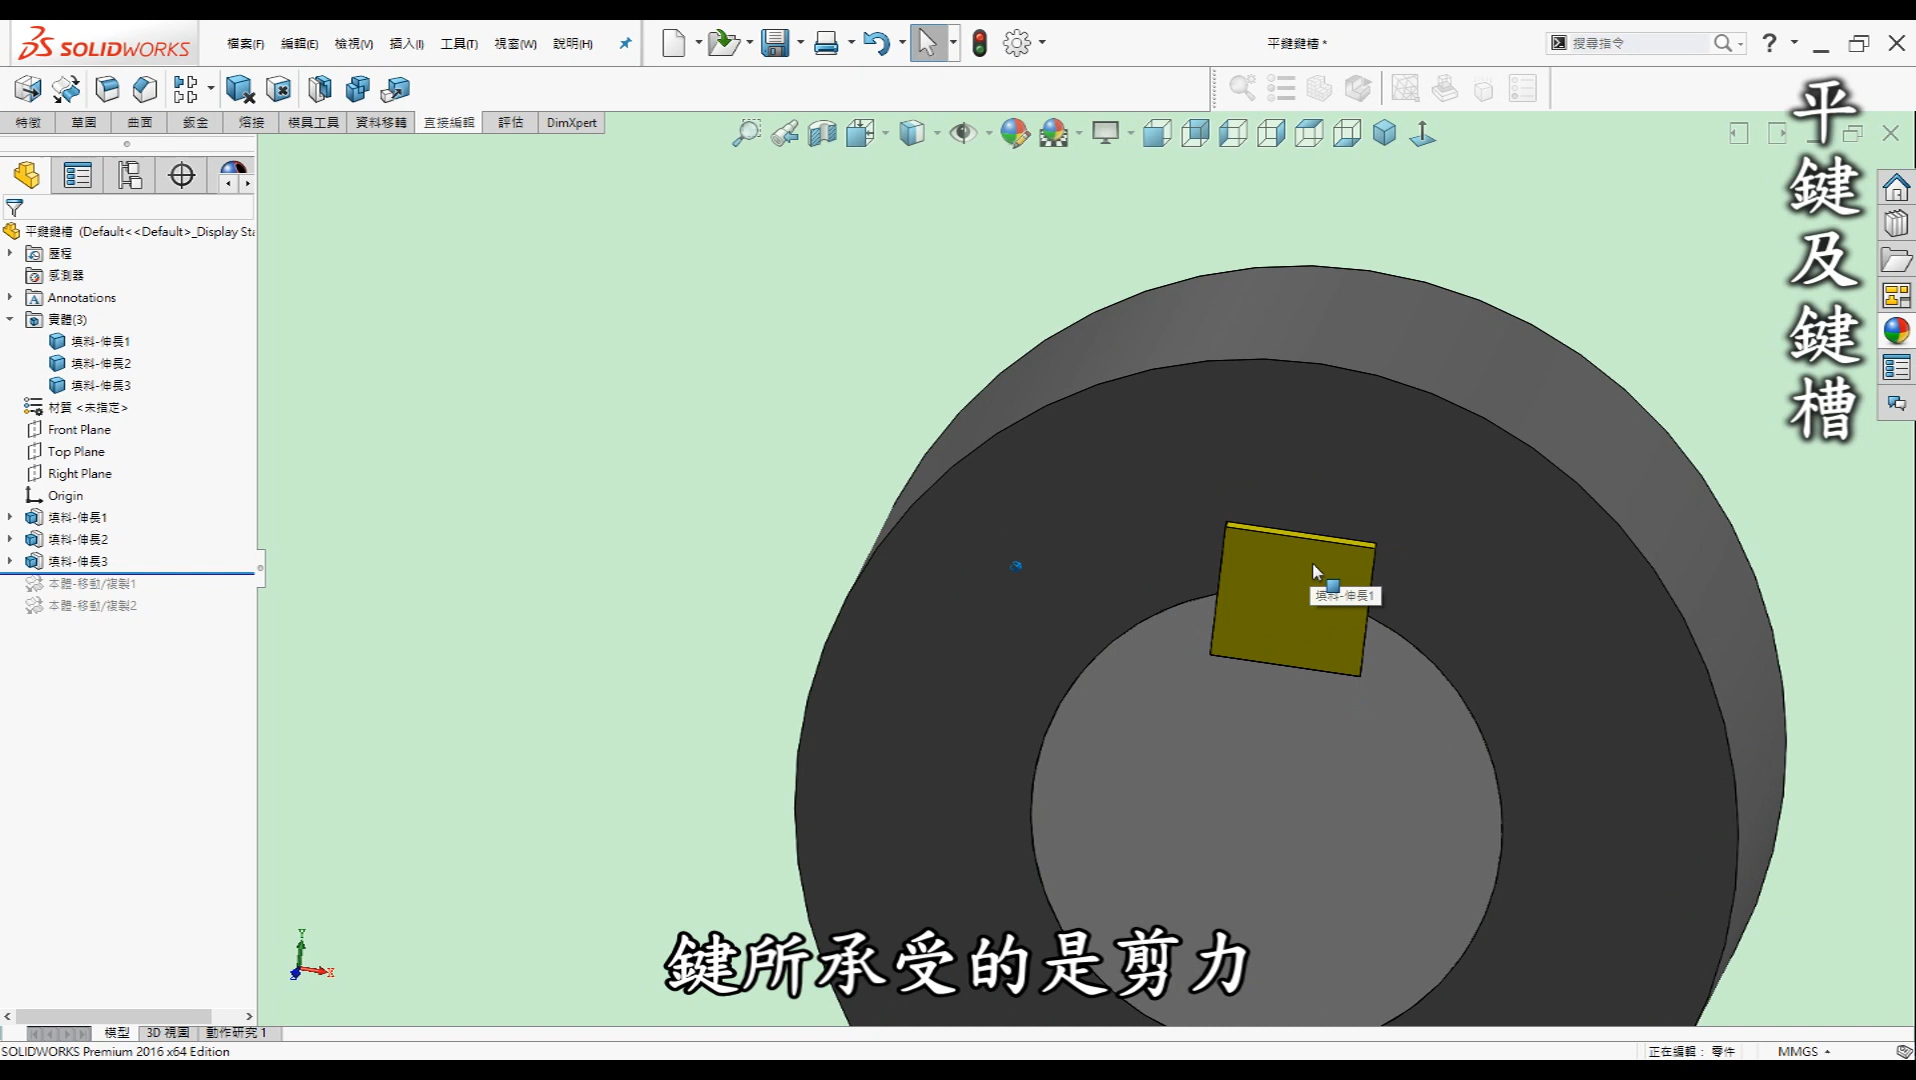 SOLIDWORKS
檔案(F) 編輯(E) 檢視(V) 插入(I) 工具(T) 視窗(W) 說明(H)
平鍵鍵槽 *
搜尋指令
特徵 草圖 曲面 鈑金 熔接 模具工具 資料移轉 直接編輯 評估 DimXpert
平鍵鍵槽 (Default<<Default>_Display Sta
歷程
感測器
Annotations
實體(3)
填料-伸長1
填料-伸長2
填料-伸長3
材質 <未指定>
Front Plane
Top Plane
Right Plane
Origin
填料-伸長1
填料-伸長2
填料-伸長3
本體-移動/複製1
本體-移動/複製2
填料-伸長1
平鍵及鍵槽
Y
X
Z
鍵所承受的是剪力
模型 3D 視圖 動作研究 1
SOLIDWORKS Premium 2016 x64 Edition
正在編輯： 零件
MMGS